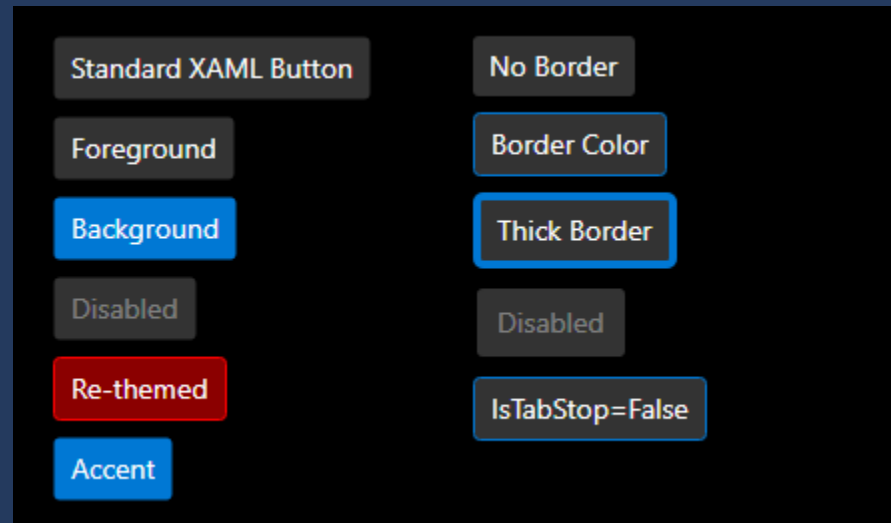 Standard XAML Button
Foreground
Background
Disabled
Re-themed
Accent
No Border
Border Color
Thick Border
Disabled
IsTabStop=False